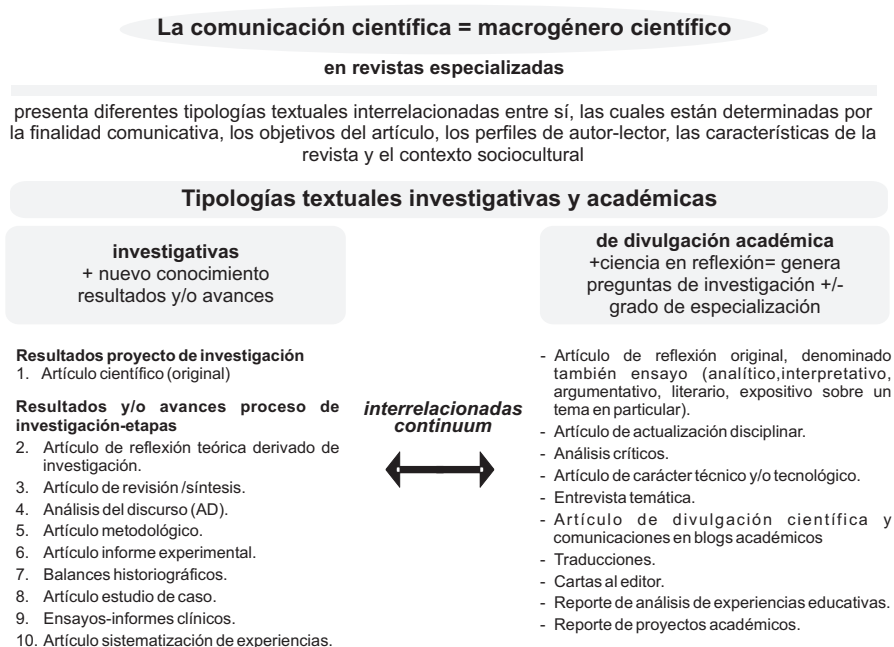 La comunicación científica = macrogénero científico
en revistas especializadas
presenta diferentes tipologías textuales interrelacionadas entre sí, las cuales están determinadas por
la finalidad comunicativa, los objetivos del artículo, los perfiles de autor-lector, las características de la
revista y el contexto sociocultural
Tipologías textuales investigativas y académicas
investigativas
+ nuevo conocimiento
resultados y/o avances
Resultados proyecto de investigación
1. Artículo científico (original)
Resultados y/o avances proceso de
investigación-etapas
2. Artículo de reflexión teórica derivado de
investigación.
3. Artículo de revisión /síntesis.
4. Análisis del discurso (AD).
5. Artículo metodológico.
6. Artículo informe experimental.
7. Balances historiográficos.
8. Artículo estudio de caso.
9. Ensayos-informes clínicos.
10. Artículo sistematización de experiencias.
interrelacionadas
continuum
de divulgación académica
+ciencia en reflexión= genera
preguntas de investigación +/-
grado de especialización
- Artículo de reflexión original, denominado
también ensayo (analítico,interpretativo,
argumentativo, literario, expositivo sobre un
tema en particular).
- Artículo de actualización disciplinar.
- Análisis críticos.
- Artículo de carácter técnico y/o tecnológico.
- Entrevista temática.
- Artículo de divulgación científica y
comunicaciones en blogs académicos
- Traducciones.
- Cartas al editor.
- Reporte de análisis de experiencias educativas.
- Reporte de proyectos académicos.